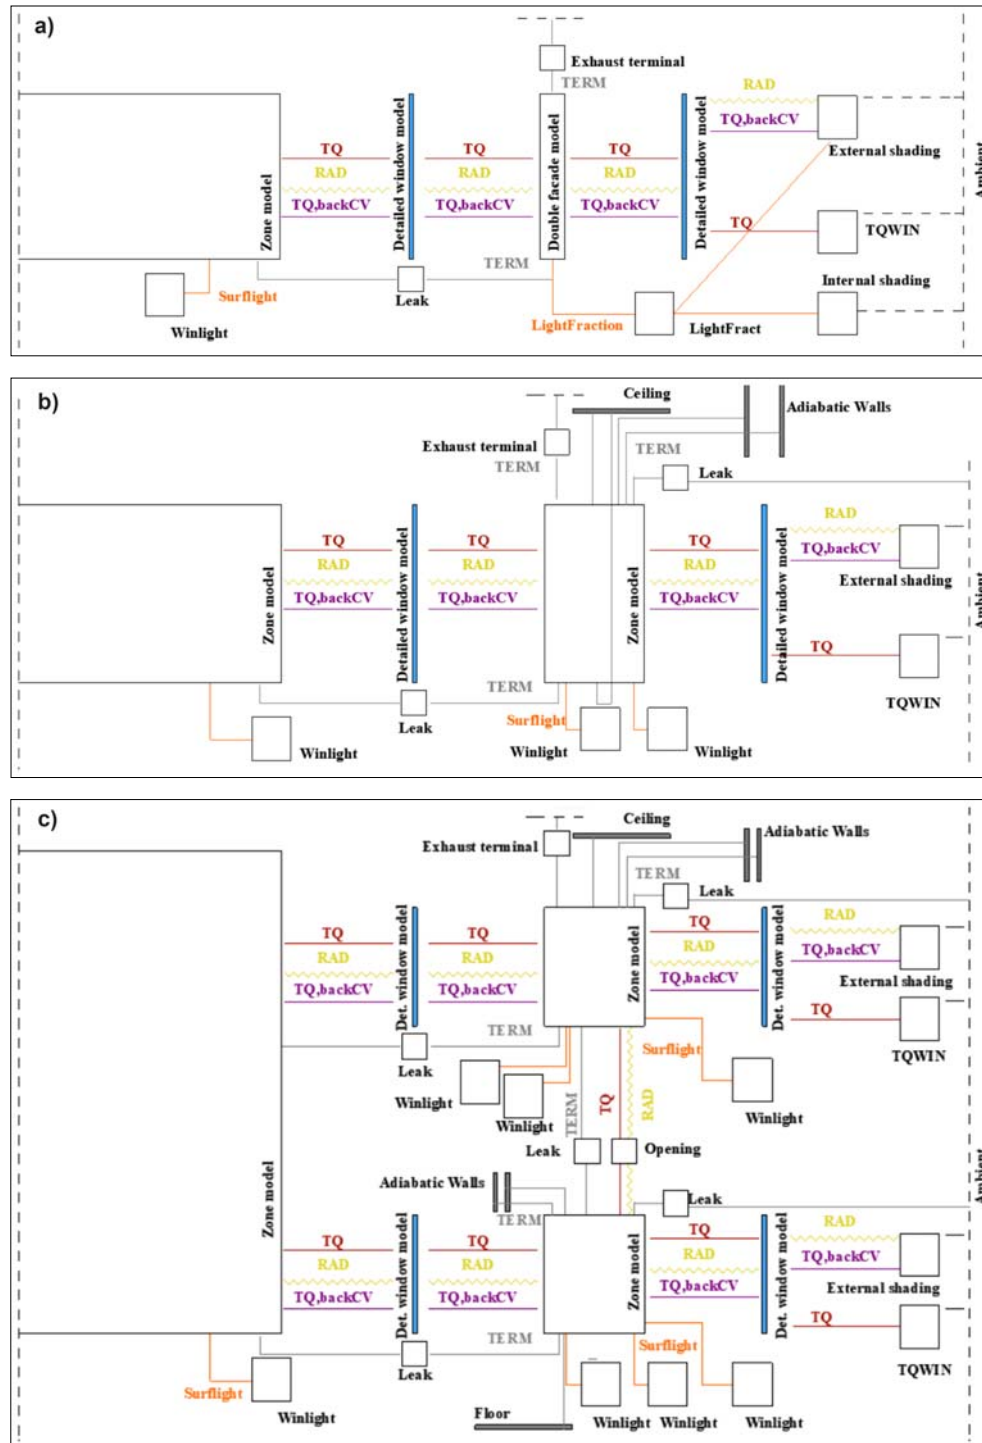 a)
Exhaust terminal
TERM
RAD
TQ,backCV
External shading
Ambient
Zone model
TQ
RAD
TQ,backCV
Detailed window model
TQ
RAD
TQ,backCV
Double facade model
TQ
RAD
TQ,backCV
Detailed window model
TQ
TQWIN
TERM
Leak
Surflight
Winlight
LightFraction
LightFract
Internal shading
b)
Ceiling
Adiabatic Walls
Exhaust terminal
TERM
TERM
Leak
Zone model
TQ
RAD
TQ,backCV
Detailed window model
TQ
RAD
TQ,backCV
Zone model
TQ
RAD
TQ,backCV
Detailed window model
RAD
TQ,backCV
External shading
Ambient
TQ
TQWIN
TERM
Leak
Surflight
Winlight
Winlight
Winlight
c)
Ceiling
Adiabatic Walls
Exhaust terminal
TERM
Leak
TQ
RAD
TQ,backCV
Det. window model
TQ
RAD
TQ,backCV
Zone model
TQ
RAD
TQ,backCV
Det. window model
RAD
TQ,backCV
External shading
TQ
TQWIN
TERM
Leak
Surflight
Winlight
Winlight
Winlight
TERM
TQ
RAD
Leak
Opening
Zone model
Ambient
Adiabatic Walls
TERM
Leak
TQ
RAD
TQ,backCV
Det. window model
TQ
RAD
TQ,backCV
Zone model
TQ
RAD
TQ,backCV
Det. window model
RAD
TQ,backCV
External shading
TQ
TQWIN
TERM
Leak
Surflight
Surflight
Winlight
Floor
Winlight
Winlight
Winlight